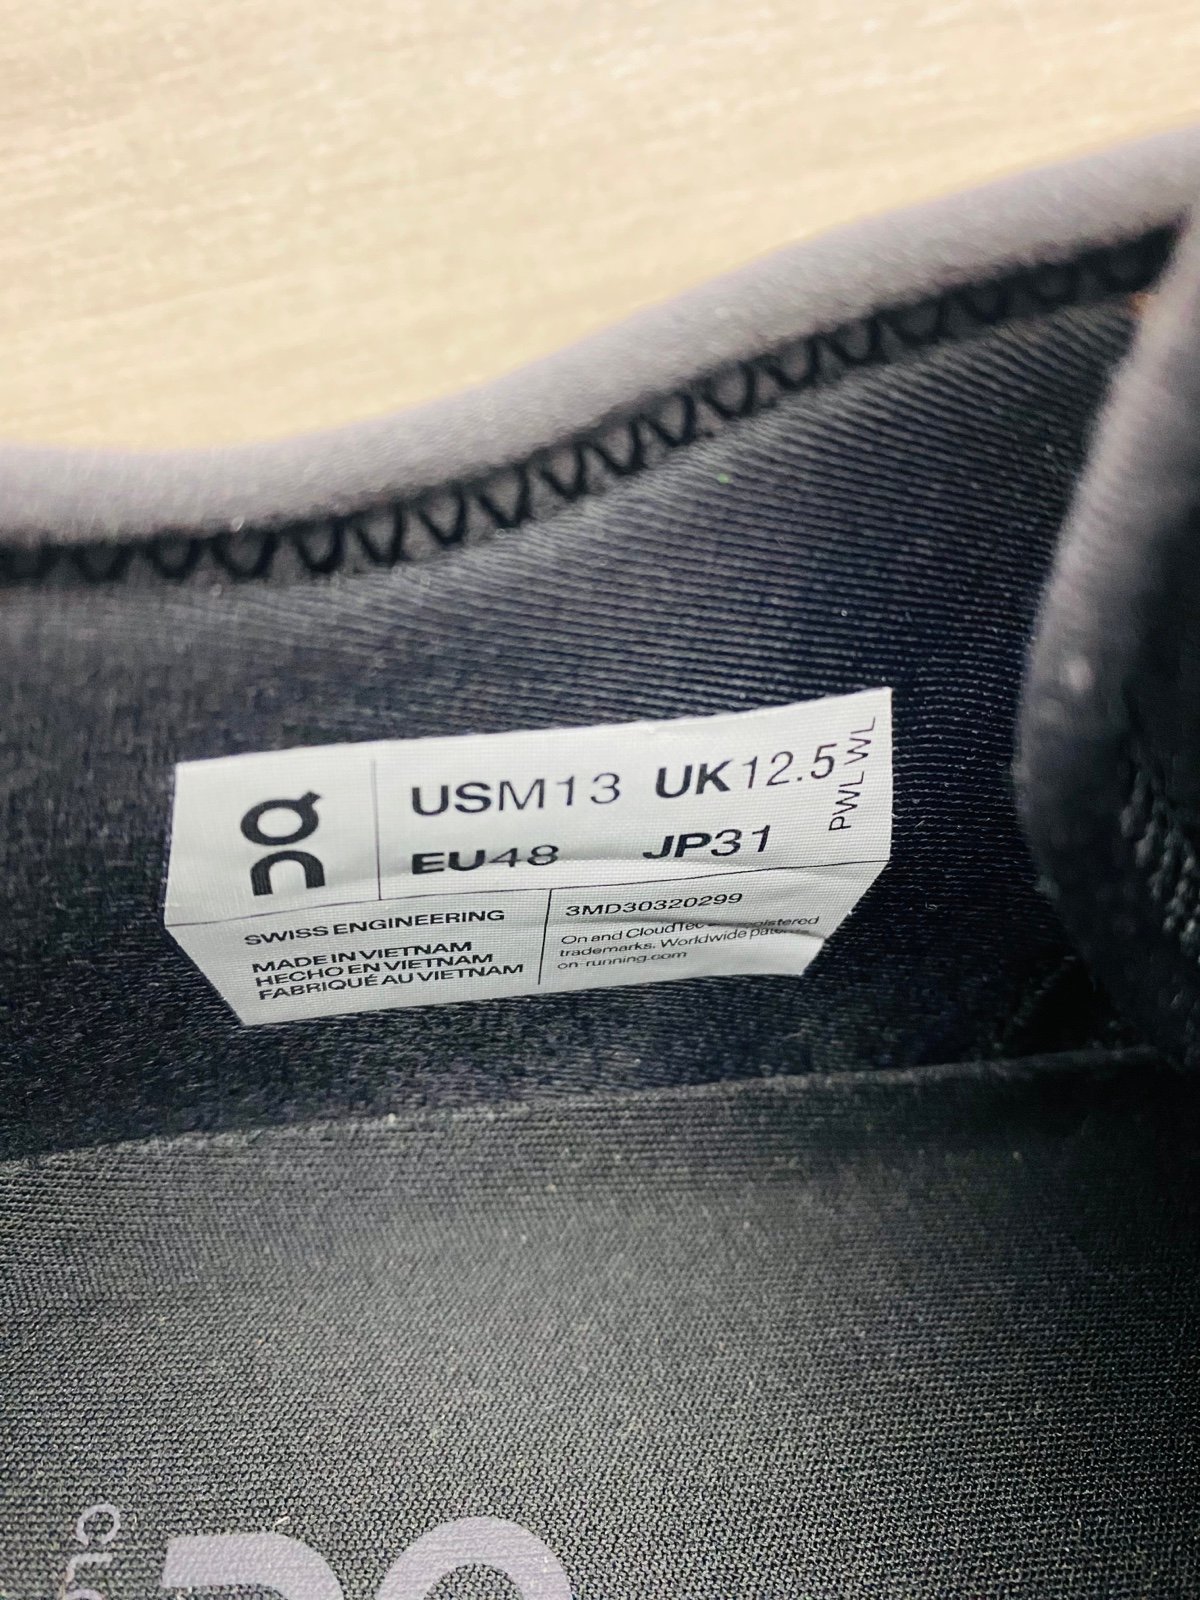 USM13 UK12.5
EU48 JP31
PWL WL
SWISS ENGINEERING
MADE IN VIETNAM
HECHO EN VIETNAM
FABRIQUÉ AU VIETNAM
3MD30320299
On and CloudTec registered
trademarks. Worldwide
on-running.com